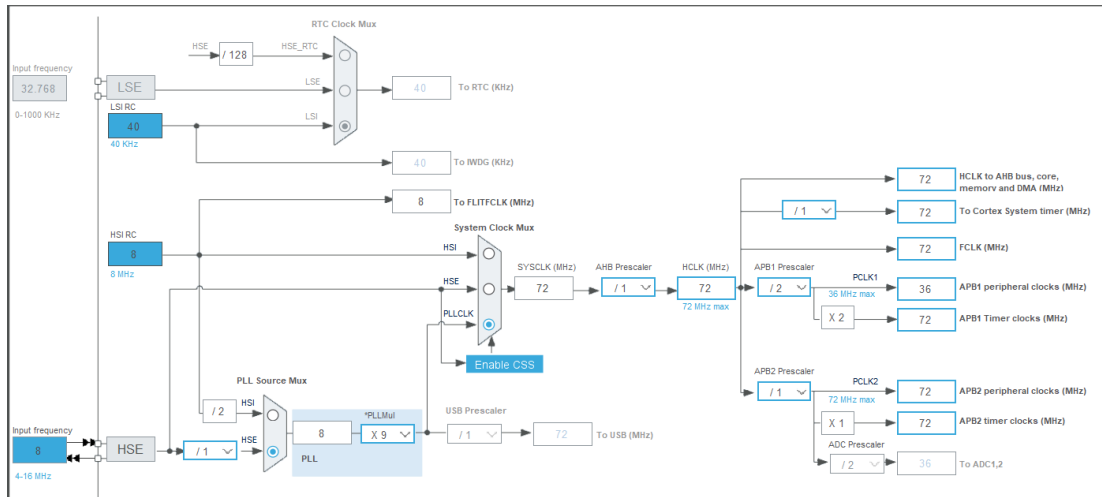 RTC Clock Mux
HSE
/ 128
HSE_RTC
Input frequency
32.768
0-1000 KHz
LSE
LSE
40
To RTC (KHz)
LSI RC
40
40 KHz
LSI
40
To IWDG (KHz)
8
To FLITFCLK (MHz)
System Clock Mux
HSI RC
8
8 MHz
HSI
HSE
PLLCLK
SYSCLK (MHz)
72
AHB Prescaler
/ 1
HCLK (MHz)
72
72 MHz max
72
HCLK to AHB bus, core,
memory and DMA (MHz)
/ 1
72
To Cortex System timer (MHz)
72
FCLK (MHz)
APB1 Prescaler
/ 2
PCLK1
36 MHz max
36
APB1 peripheral clocks (MHz)
X 2
72
APB1 Timer clocks (MHz)
Enable CSS
APB2 Prescaler
/ 1
PCLK2
72 MHz max
72
APB2 peripheral clocks (MHz)
X 1
72
APB2 timer clocks (MHz)
ADC Prescaler
/ 2
36
To ADC1,2
PLL Source Mux
/ 2
HSI
Input frequency
8
4-16 MHz
HSE
/ 1
HSE
8
*PLLMul
X 9
PLL
USB Prescaler
/ 1
72
To USB (MHz)